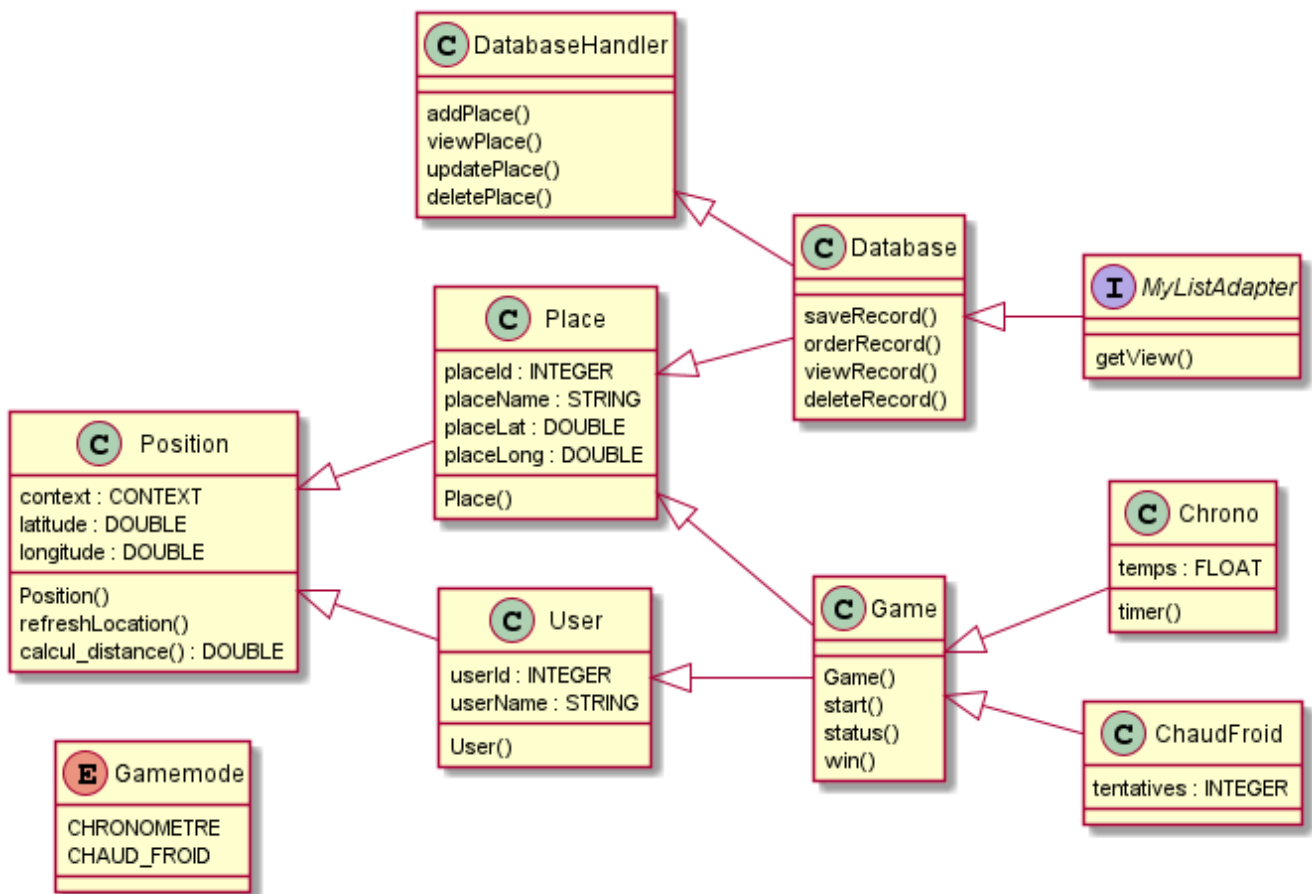 C DatabaseHandler
addPlace()
viewPlace()
updatePlace()
deletePlace()
C Database
saveRecord()
orderRecord()
viewRecord()
deleteRecord()
I MyListAdapter
getView()
C Place
placeId : INTEGER
placeName : STRING
placeLat : DOUBLE
placeLong : DOUBLE
Place()
C Position
context : CONTEXT
latitude : DOUBLE
longitude : DOUBLE
Position()
refreshLocation()
calcul_distance() : DOUBLE
C User
userId : INTEGER
userName : STRING
User()
C Game
Game()
start()
status()
win()
C Chrono
temps : FLOAT
timer()
C ChaudFroid
tentatives : INTEGER
E Gamemode
CHRONOMETRE
CHAUD_FROID